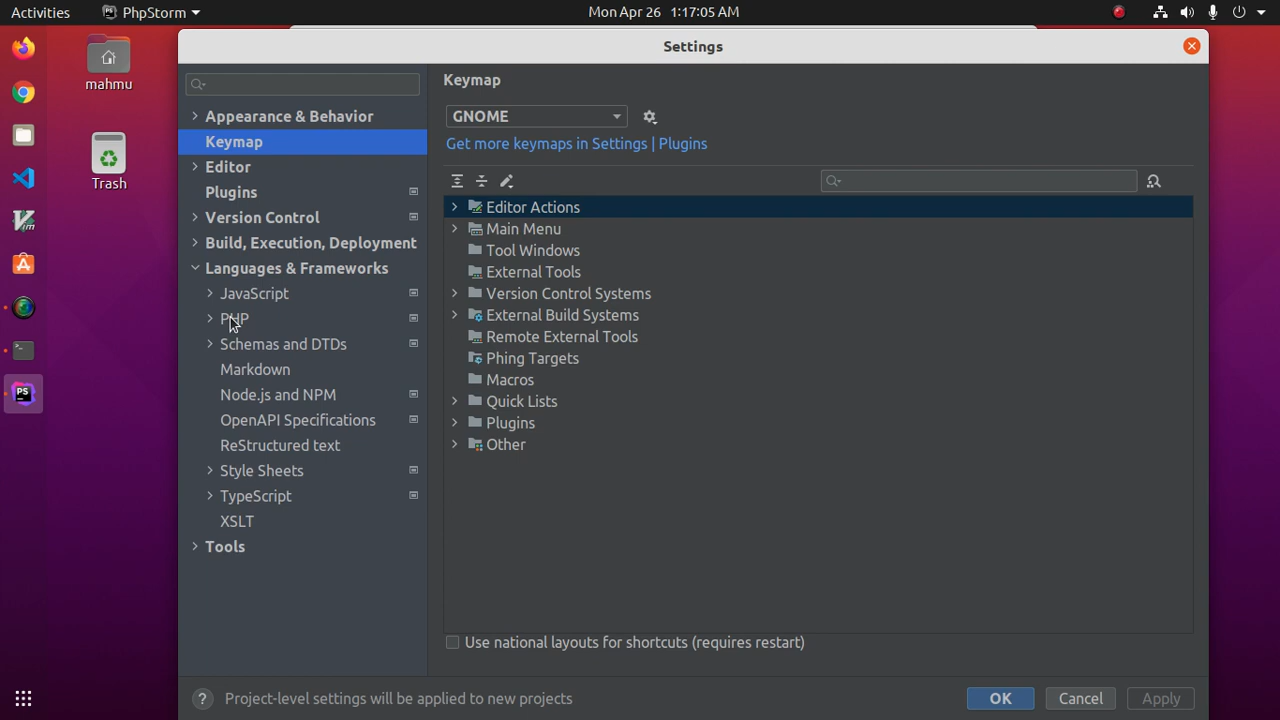 Activities
PhpStorm
Mon Apr 26 1:17:05 AM
mahmu
Trash
PS
Settings
Appearance & Behavior
Keymap
Editor
Plugins
Version Control
Build, Execution, Deployment
Languages & Frameworks
JavaScript
PHP
Schemas and DTDs
Markdown
Node.js and NPM
OpenAPI Specifications
ReStructured text
Style Sheets
TypeScript
XSLT
Tools
Keymap
GNOME
Get more keymaps in Settings | Plugins
Editor Actions
Main Menu
Tool Windows
External Tools
Version Control Systems
External Build Systems
Remote External Tools
Phing Targets
Macros
Quick Lists
Plugins
Other
Use national layouts for shortcuts (requires restart)
? Project-level settings will be applied to new projects
OK
Cancel
Apply